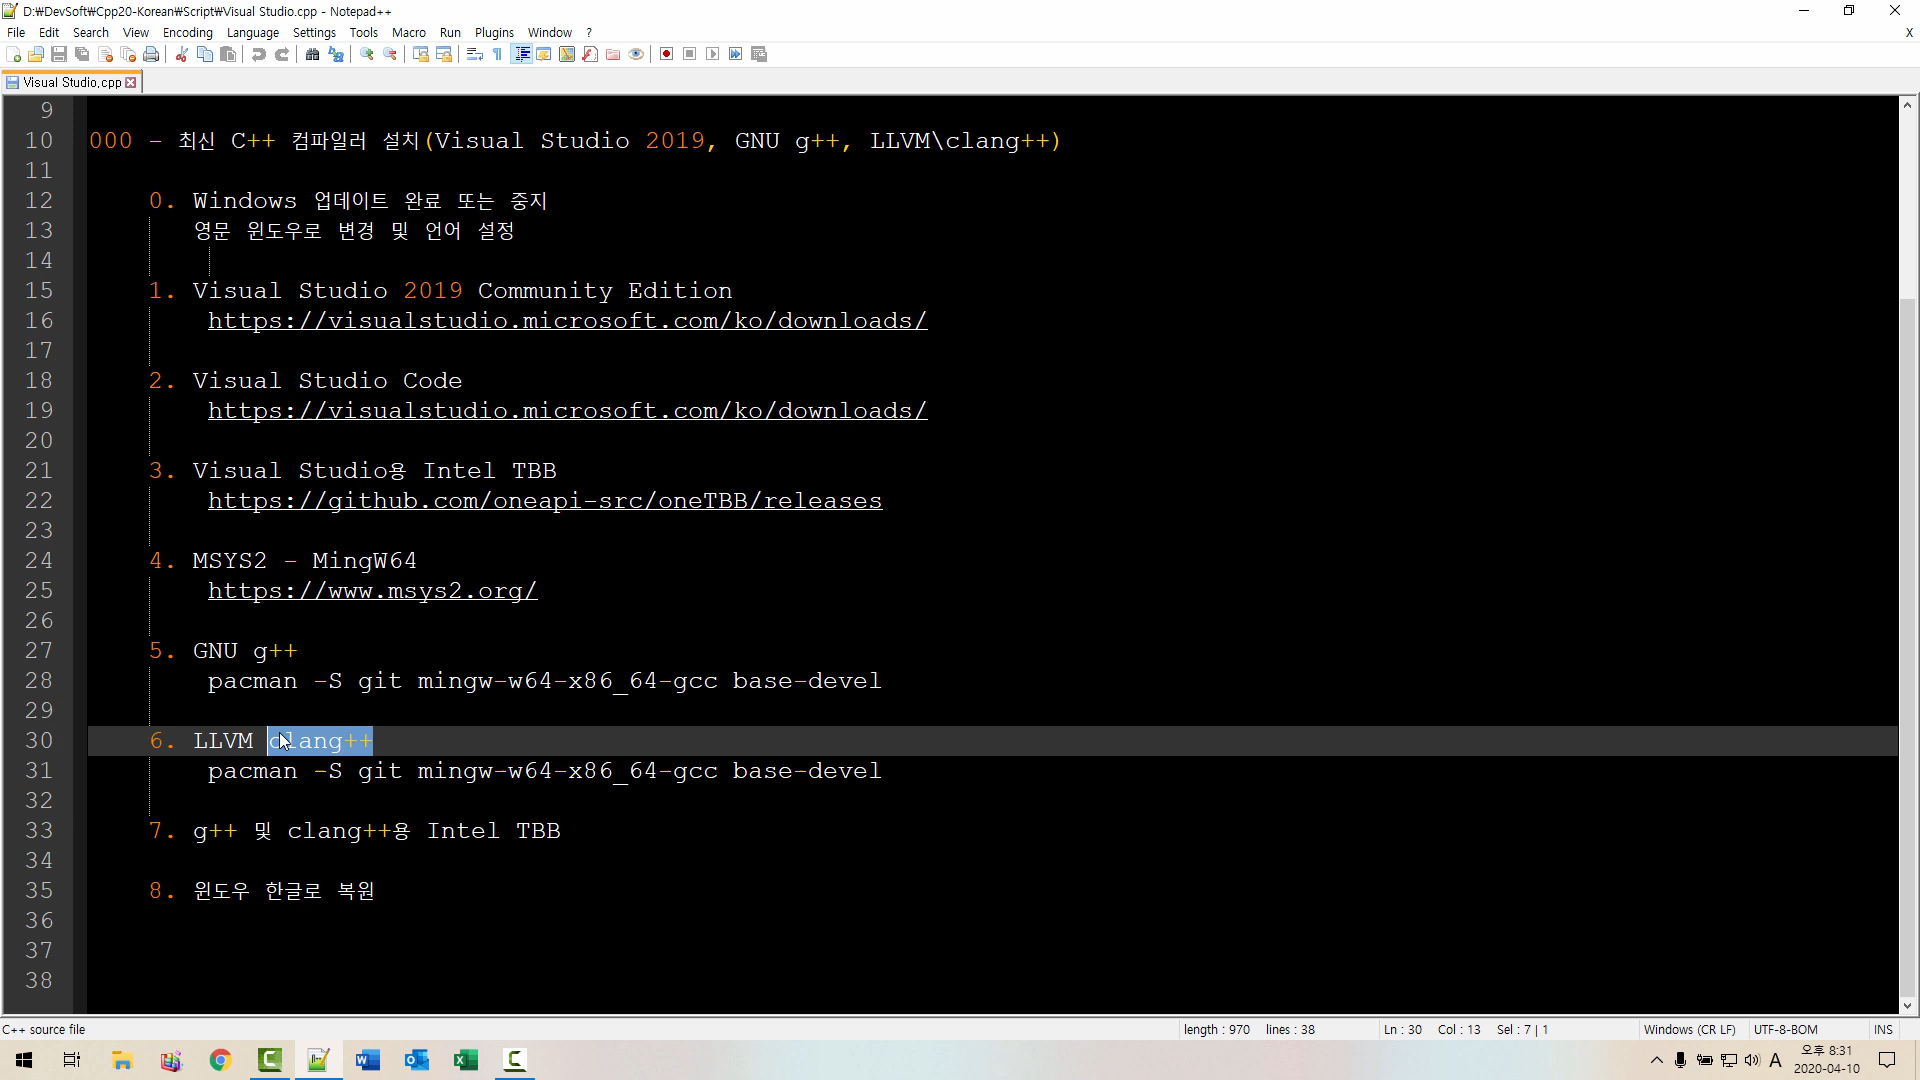 D:₩DevSoft₩Cpp20-Korean₩Script₩Visual Studio.cpp - Notepad++
File Edit Search View Encoding Language Settings Tools Macro Run Plugins Window ? X
Visual Studio.cpp
9
10 000 - 최신 C++ 컴파일러 설치(Visual Studio 2019, GNU g++, LLVM\clang++)
11
12 0. Windows 업데이트 완료 또는 중지
13 영문 윈도우로 변경 및 언어 설정
14
15 1. Visual Studio 2019 Community Edition
16 https://visualstudio.microsoft.com/ko/downloads/
17
18 2. Visual Studio Code
19 https://visualstudio.microsoft.com/ko/downloads/
20
21 3. Visual Studio용 Intel TBB
22 https://github.com/oneapi-src/oneTBB/releases
23
24 4. MSYS2 - MingW64
25 https://www.msys2.org/
26
27 5. GNU g++
28 pacman -S git mingw-w64-x86_64-gcc base-devel
29
30 6. LLVM clang++
31 pacman -S git mingw-w64-x86_64-gcc base-devel
32
33 7. g++ 및 clang++용 Intel TBB
34
35 8. 윈도우 한글로 복원
36
37
38
C++ source file length : 970 lines : 38 Ln : 30 Col : 13 Sel : 7 | 1 Windows (CR LF) UTF-8-BOM INS
A 오후 8:31
2020-04-10